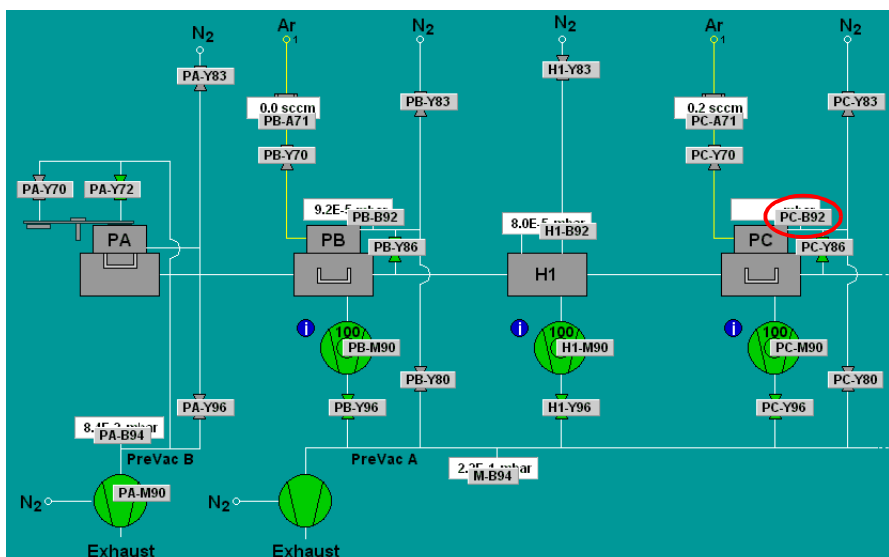 N2
Ar
1
N2
N2
Ar
1
N2
PA-Y83
H1-Y83
0.0 sccm
PB-A71
PB-Y83
0.2 sccm
PC-A71
PC-Y83
PB-Y70
PC-Y70
PA-Y70
PA-Y72
9.2E-5 mbar
PB-B92
8.0E-5 mbar
H1-B92
mbar
PC-B92
PA
PB
PB-Y86
PC
PC-Y86
H1
i
100
PB-M90
i
100
H1-M90
i
100
PC-M90
PB-Y80
PC-Y80
PA-Y96
PB-Y96
H1-Y96
PC-Y96
PA-B94
PreVac B
PreVac A
mbar
M-B94
N2
PA-M90
N2
Exhaust
Exhaust